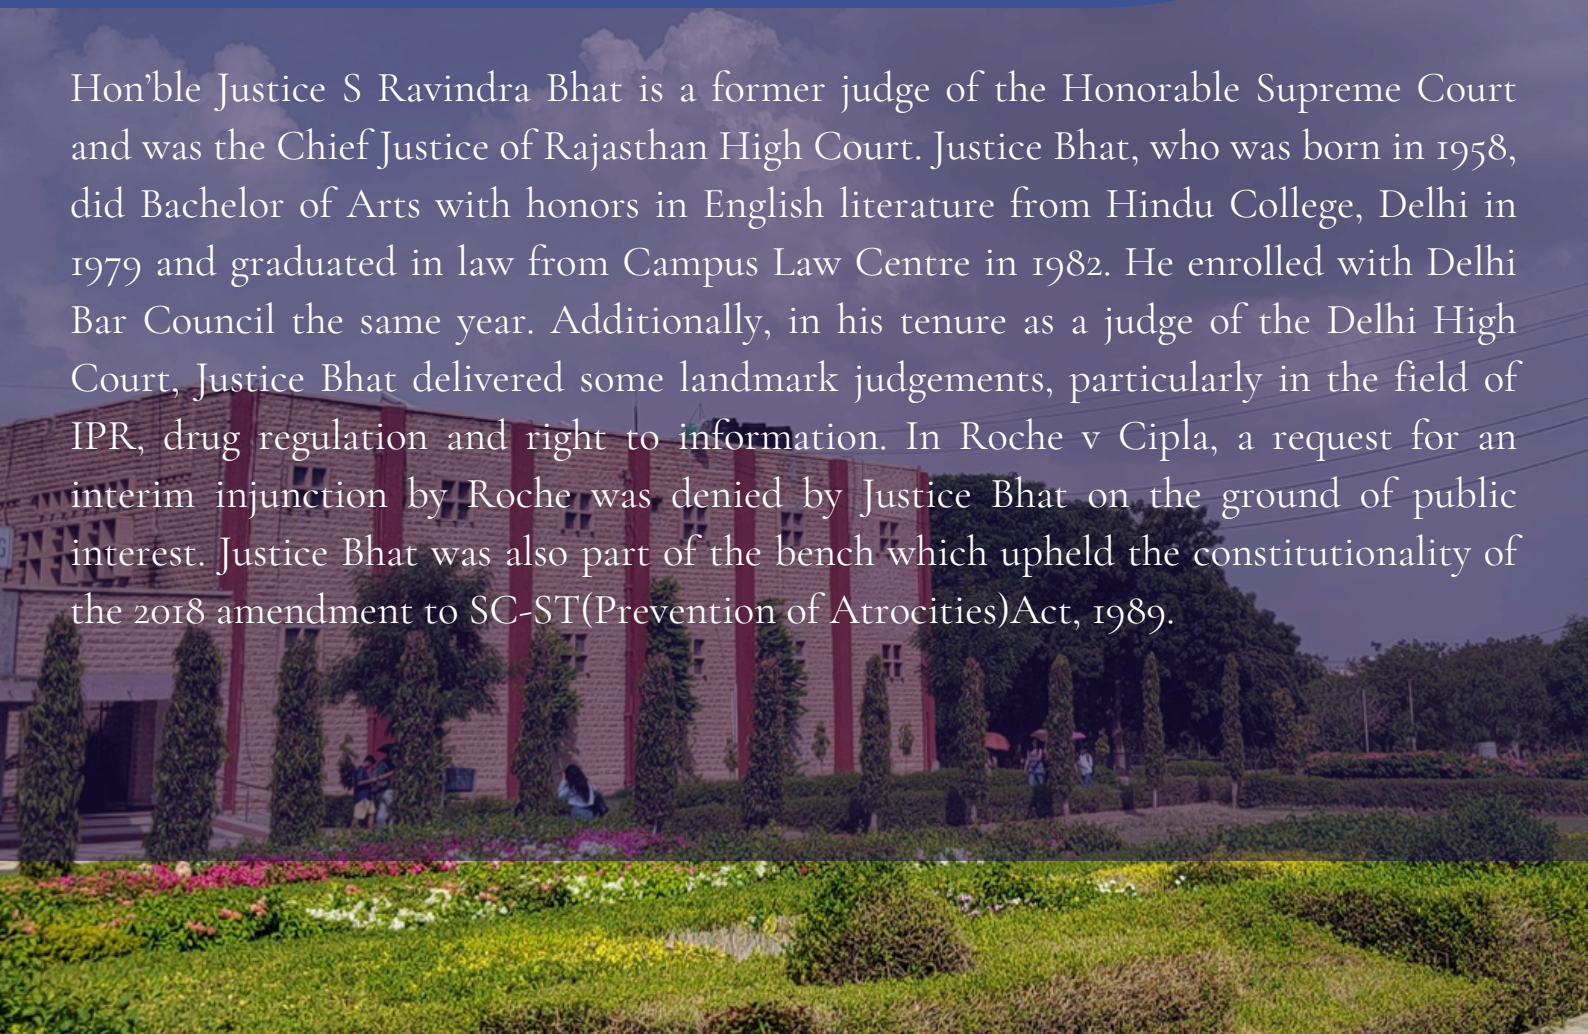 Hon’ble Justice S Ravindra Bhat is a former judge of the Honorable Supreme Court
and was the Chief Justice of Rajasthan High Court. Justice Bhat, who was born in 1958,
did Bachelor of Arts with honors in English literature from Hindu College, Delhi in
1979 and graduated in law from Campus Law Centre in 1982. He enrolled with Delhi
Bar Council the same year. Additionally, in his tenure as a judge of the Delhi High
Court, Justice Bhat delivered some landmark judgements, particularly in the field of
IPR, drug regulation and right to information. In Roche v Cipla, a request for an
interim injunction by Roche was denied by Justice Bhat on the ground of public
interest. Justice Bhat was also part of the bench which upheld the constitutionality of
the 2018 amendment to SC-ST(Prevention of Atrocities)Act, 1989.